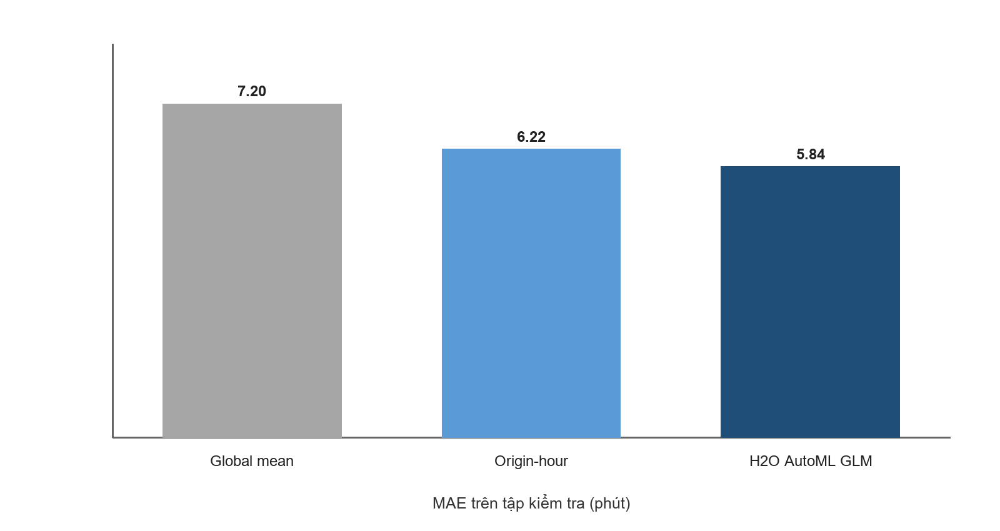 7.20
6.22
5.84
Global mean
Origin-hour
H2O AutoML GLM
MAE trên tập kiểm tra (phút)